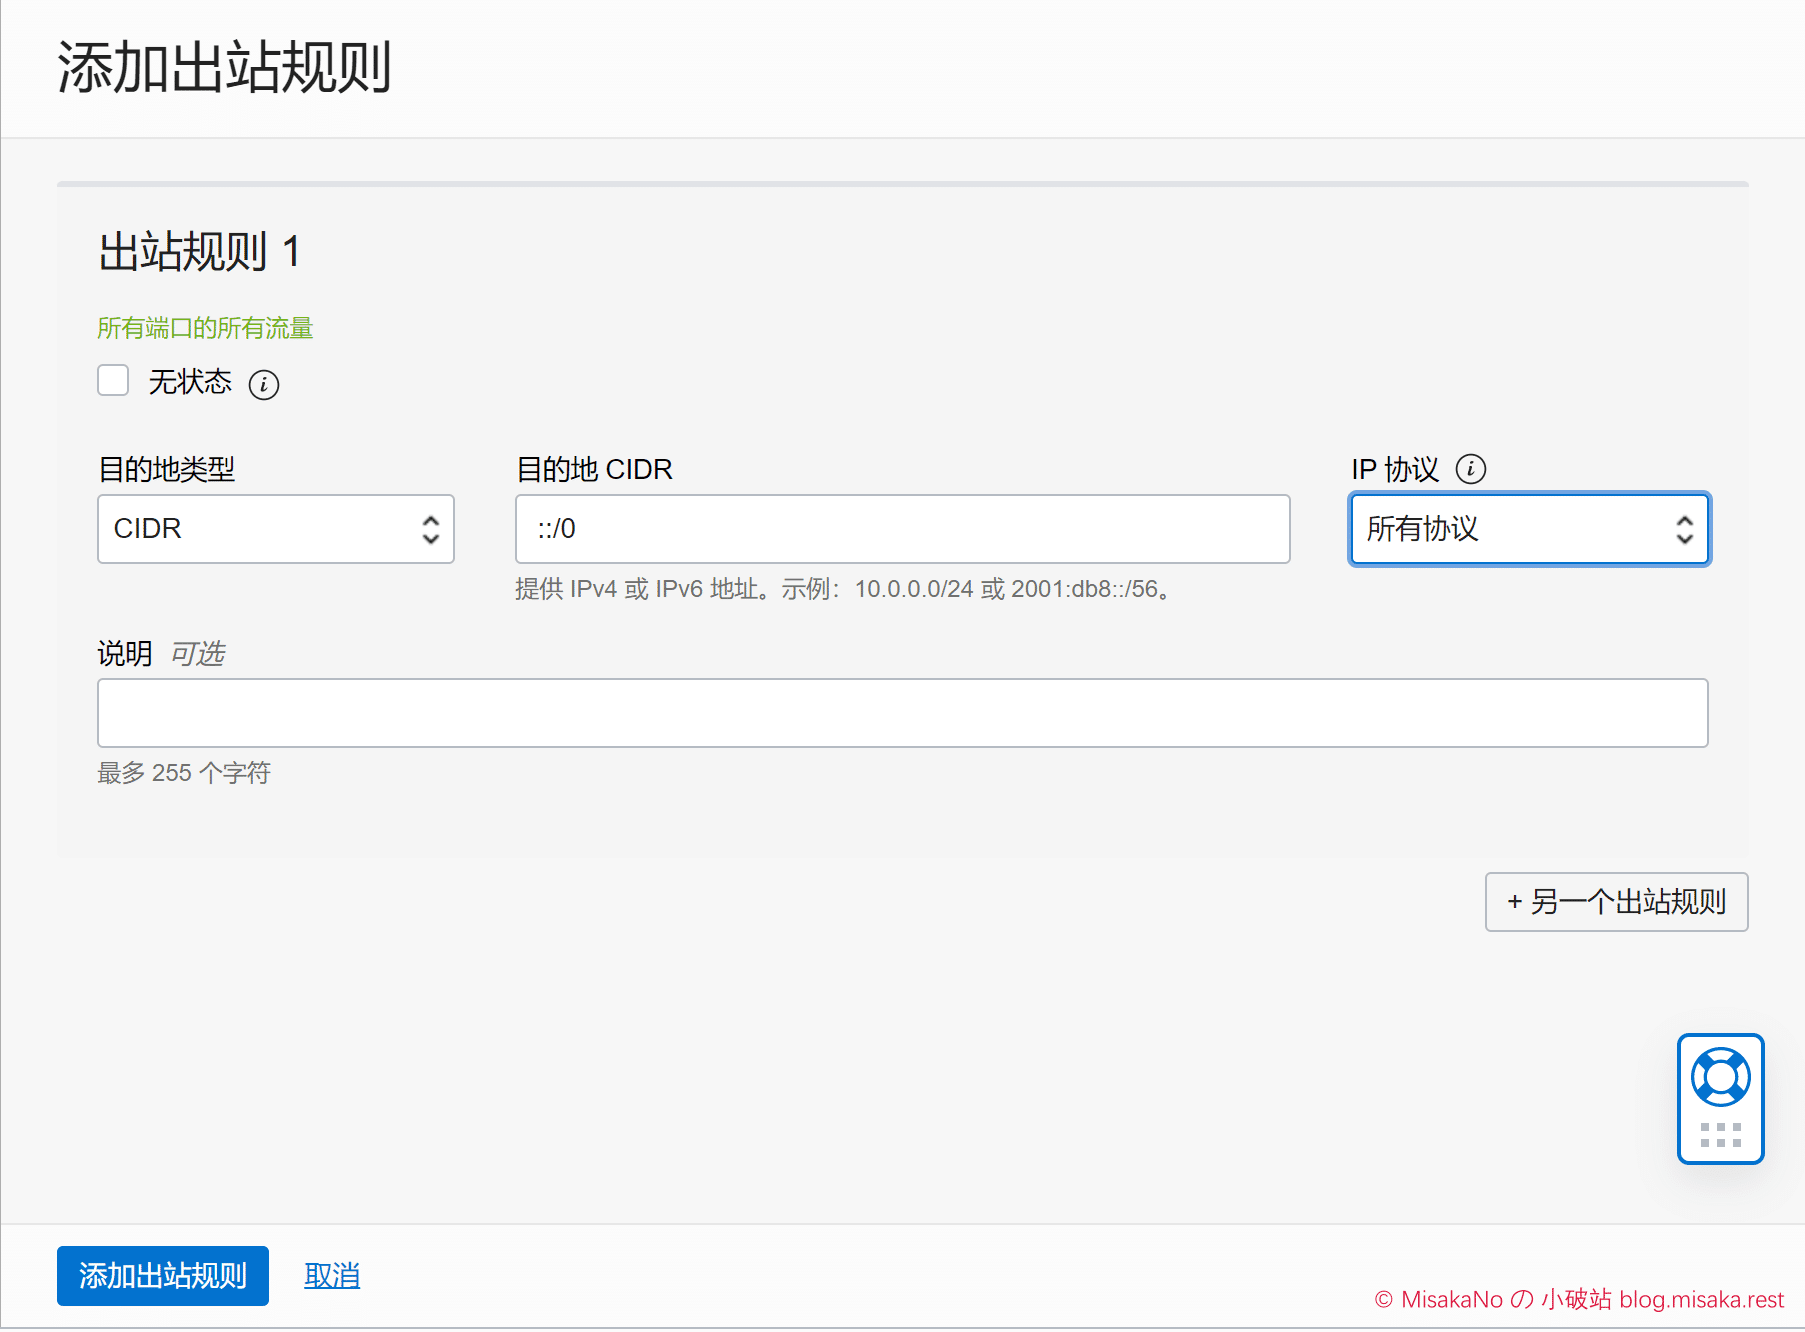 添加出站规则
出站规则 1
所有端口的所有流量
无状态
目的地类型
目的地 CIDR
IP 协议
CIDR
::/0
所有协议
提供 IPv4 或 IPv6 地址。示例：10.0.0.0/24 或 2001:db8::/56。
说明 可选
最多 255 个字符
+ 另一个出站规则
添加出站规则
取消
© MisakaNo の 小破站 blog.misaka.rest